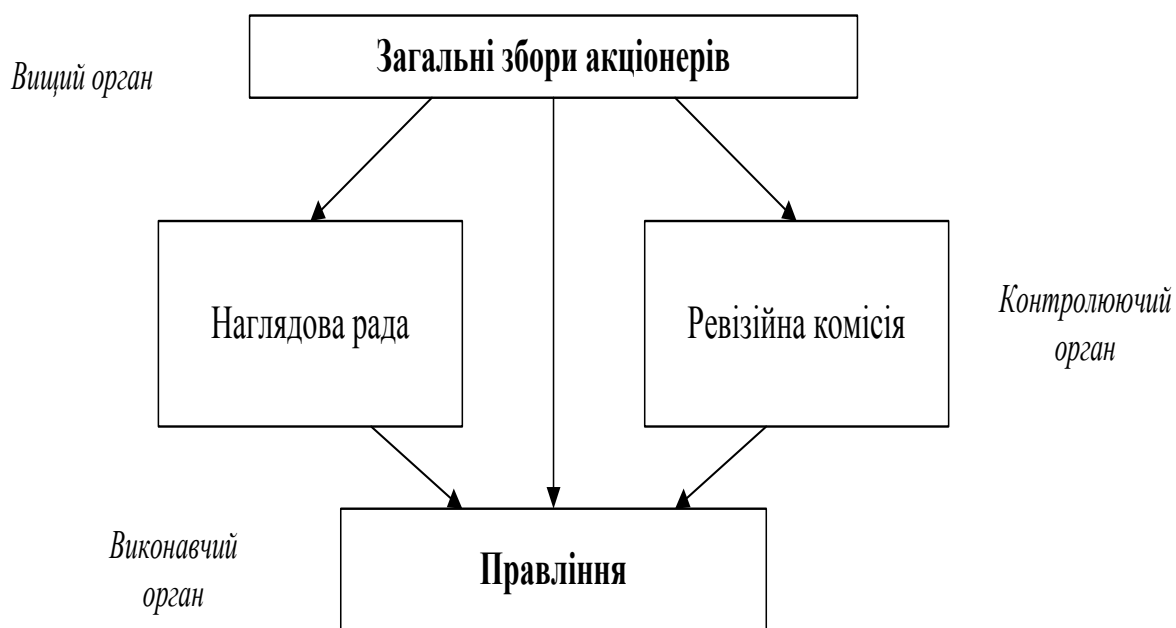 Загальні збори акціонерів
Вищий орган
Наглядова рада
Ревізійна комісія
Контролюючий
орган
Виконавчий
орган
Правління